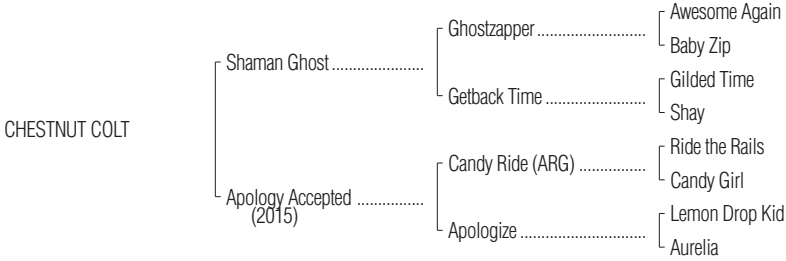 Awesome Again
Ghostzapper ..........................
Baby Zip
Shaman Ghost ......................
Gilded Time
Getback Time ........................
Shay
CHESTNUT COLT
Ride the Rails
Candy Ride (ARG) ................
Candy Girl
Apology Accepted ................
(2015)
Lemon Drop Kid
Apologize ..............................
Aurelia